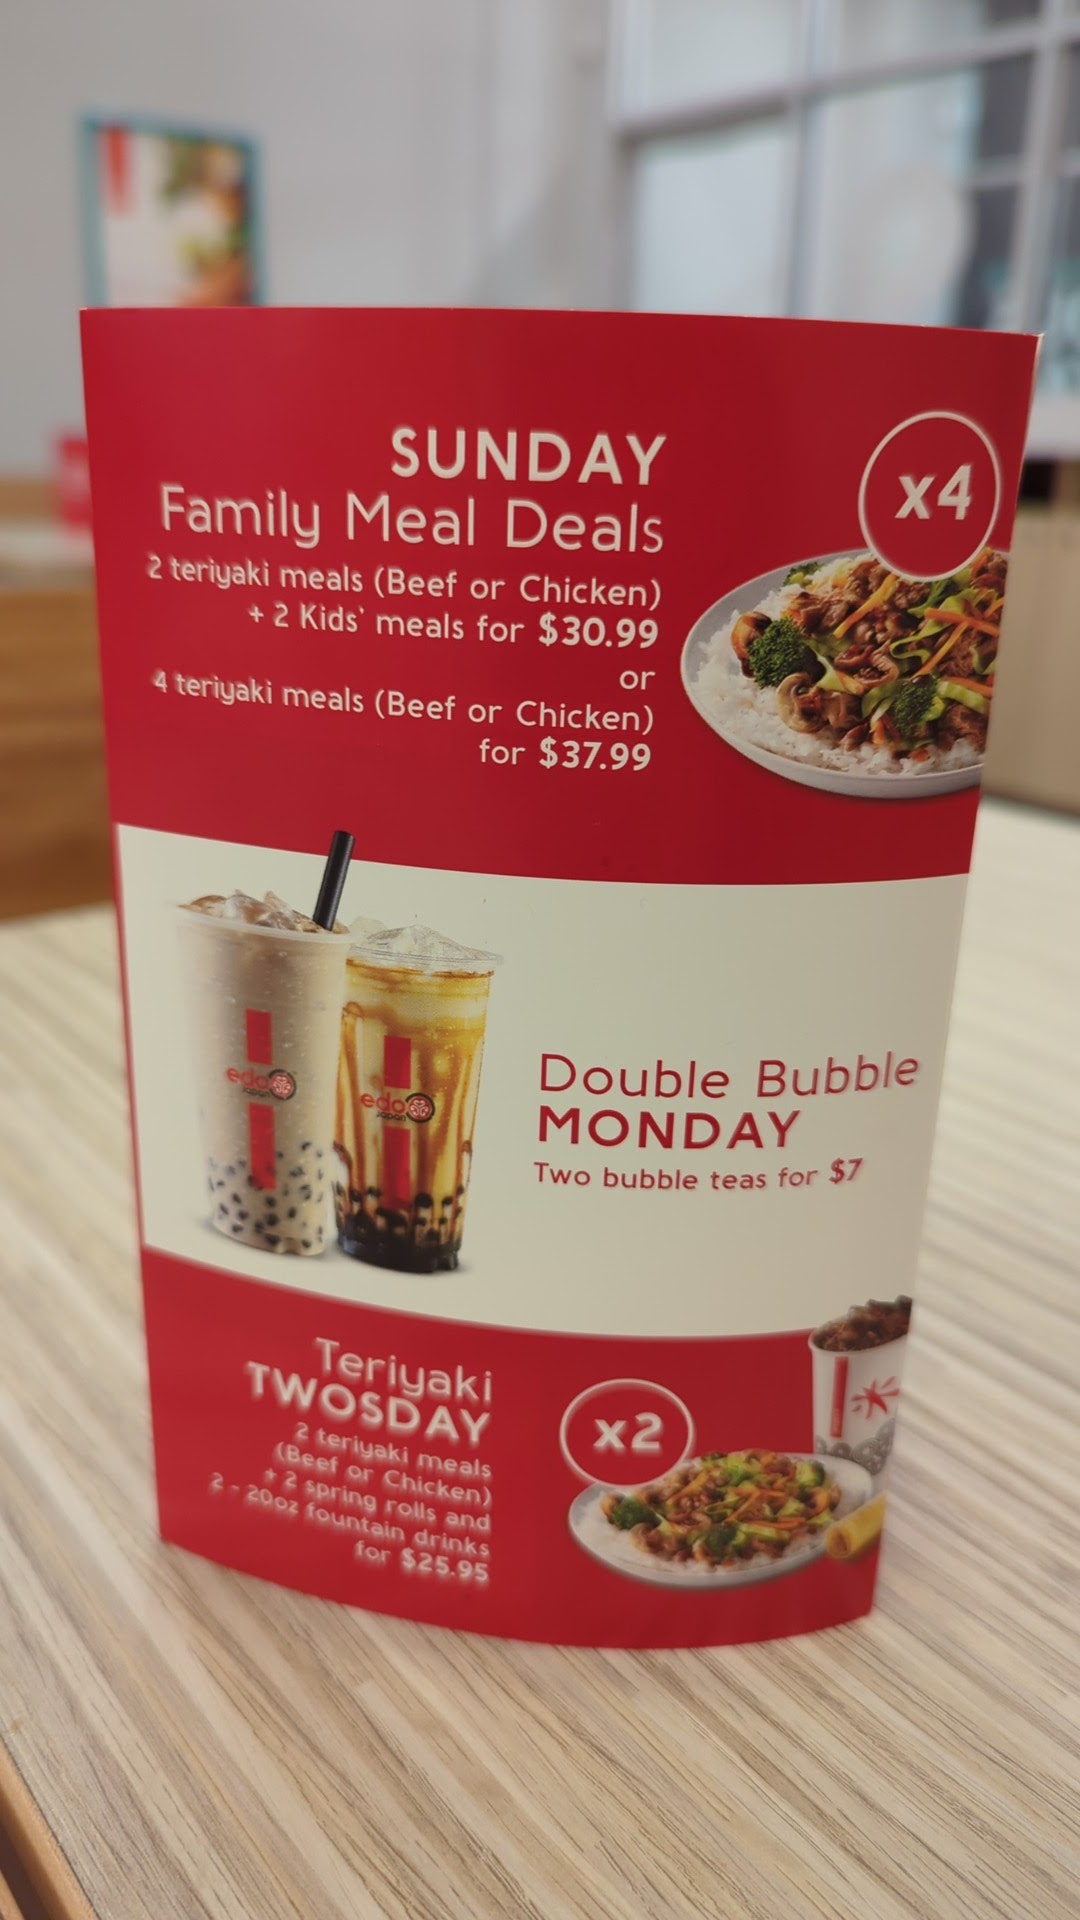 SUNDAY
Family Meal Deals
2 teriyaki meals (Beef or Chicken)
+ 2 Kids' meals for $30.99
or
4 teriyaki meals (Beef or Chicken)
for $37.99
x4
edo
Japan
edo
Japan
Double Bubble
MONDAY
Two bubble teas for $7
Teriyaki
TWOSDAY
2 teriyaki meals
(Beef or Chicken)
+ 2 spring rolls and
2 - 20oz fountain drinks
for $25.95
x2